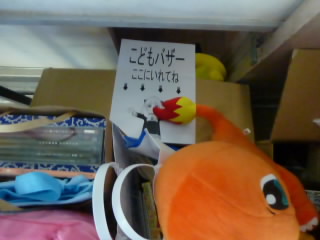 こどもバザー
ここにいれてね
↓ ↓ ↓ ↓